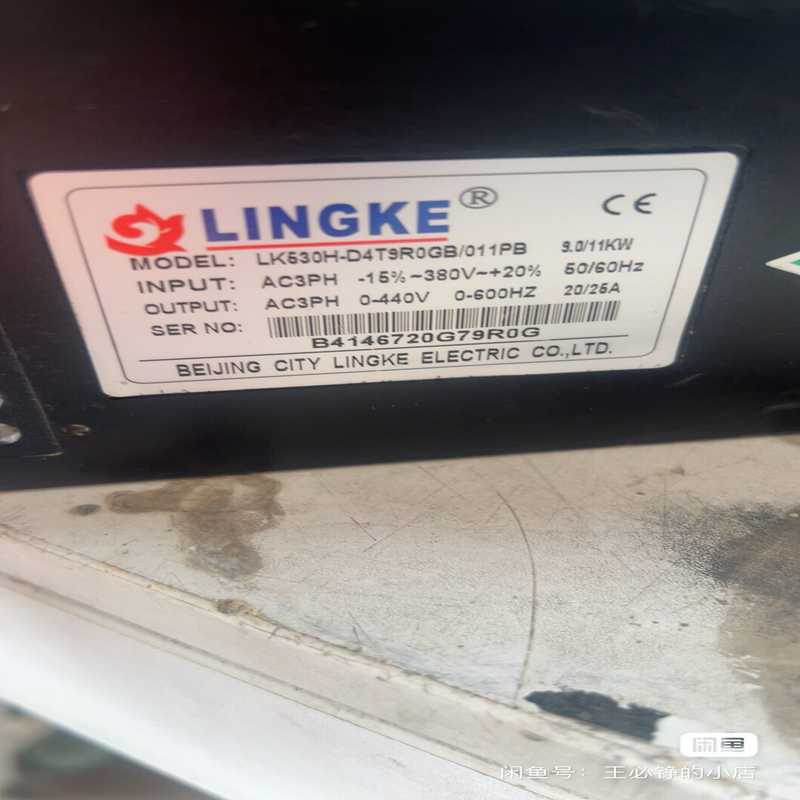 LINGKE®
CE
MODEL: LK530H-D4T9R0GB/011PB 9.0/11KW
INPUT: AC3PH -15%~380V~+20% 50/60Hz
OUTPUT: AC3PH 0-440V 0-600HZ 20/25A
SER NO:
B4146720G79R0G
BEIJING CITY LINGKE ELECTRIC CO.,LTD.
闲鱼
闲鱼号：王必铮的小店